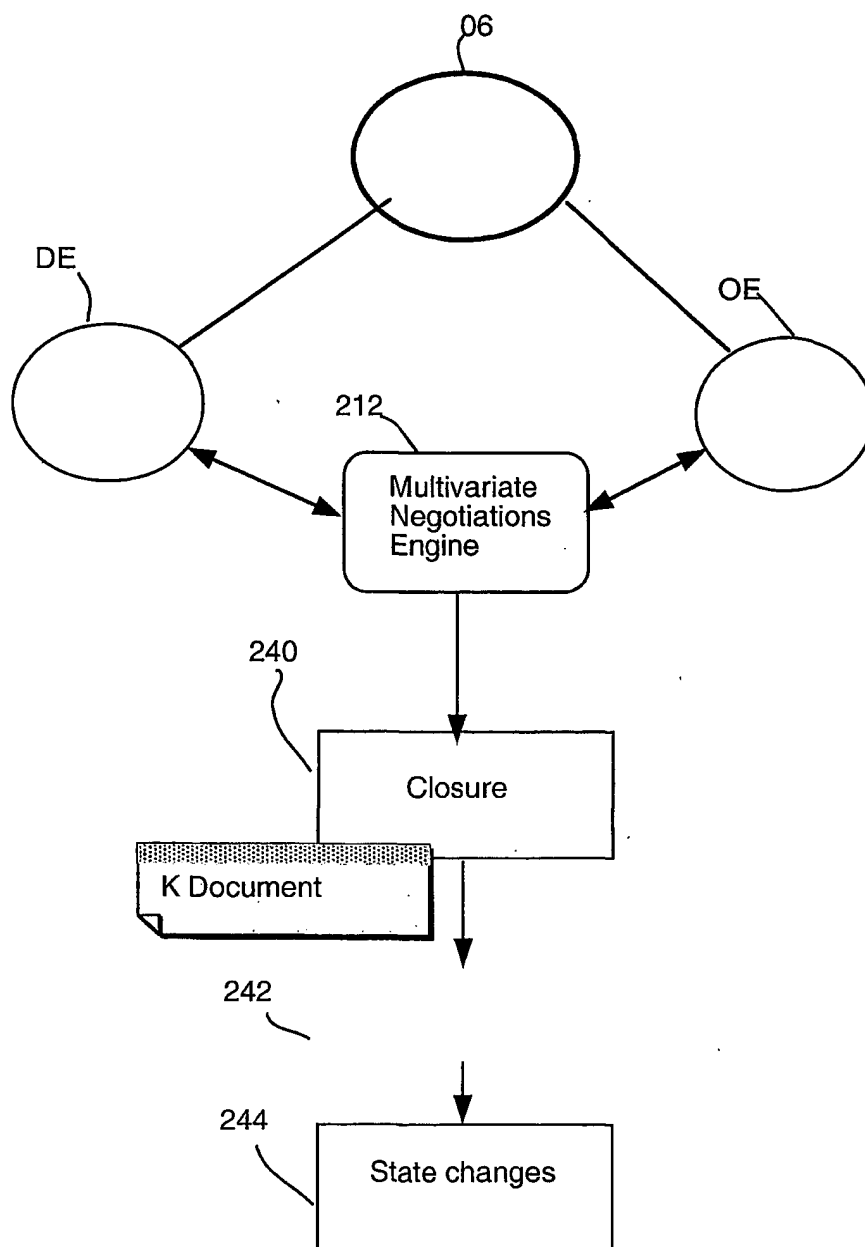 06
DE
OE
212
Multivariate
Negotiations
Engine
240
Closure
K Document
242
244
State changes